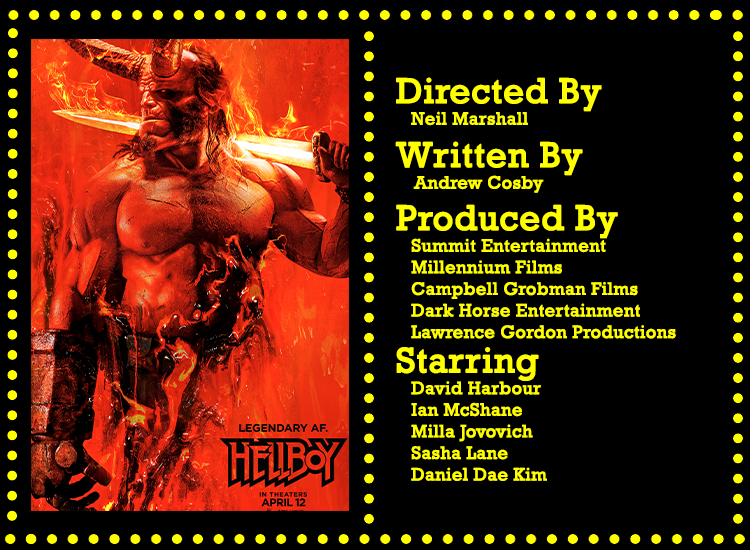 LEGENDARY AF.
HELLBOY
IN THEATERS
APRIL 12
Directed By
Neil Marshall
Written By
Andrew Cosby
Produced By
Summit Entertainment
Millennium Films
Campbell Grobman Films
Dark Horse Entertainment
Lawrence Gordon Productions
Starring
David Harbour
Ian McShane
Milla Jovovich
Sasha Lane
Daniel Dae Kim